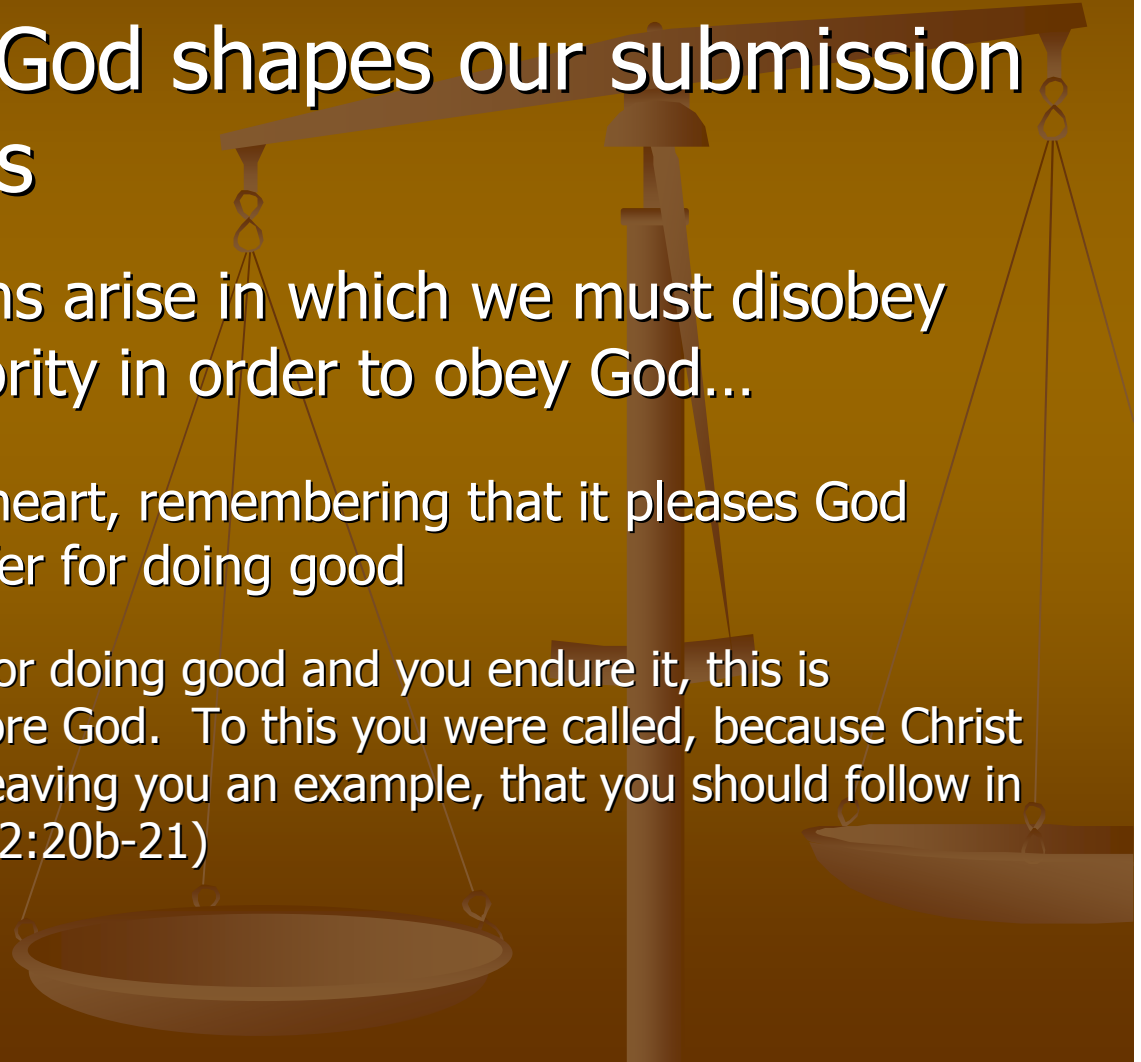 God shapes our submission
s
ns arise in which we must disobey
ority in order to obey God…
heart, remembering that it pleases God
fer for doing good
or doing good and you endure it, this is
ore God.  To this you were called, because Christ
eaving you an example, that you should follow in
2:20b-21)